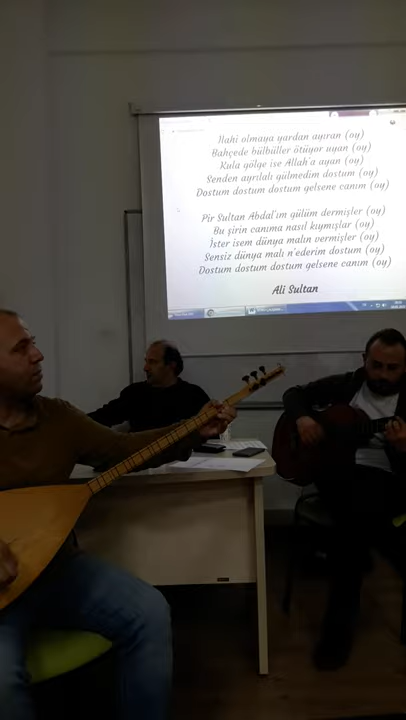 İlahi olmaya yardan ayıran (oy)
Bahçede bülbüller ötüyor uyan (oy)
Kula gölge ise Allah'a ayan (oy)
Senden ayrılalı gülmedim dostum (oy)
Dostum dostum dostum gelsene canım (oy)
Pir Sultan Abdal'ım gülüm dermişler (oy)
Bu şirin canıma nasıl kıymışlar (oy)
İster isem dünya malın vermişler (oy)
Sensiz dünya malı n'ederim dostum (oy)
Dostum dostum dostum gelsene canım (oy)
Ali Sultan